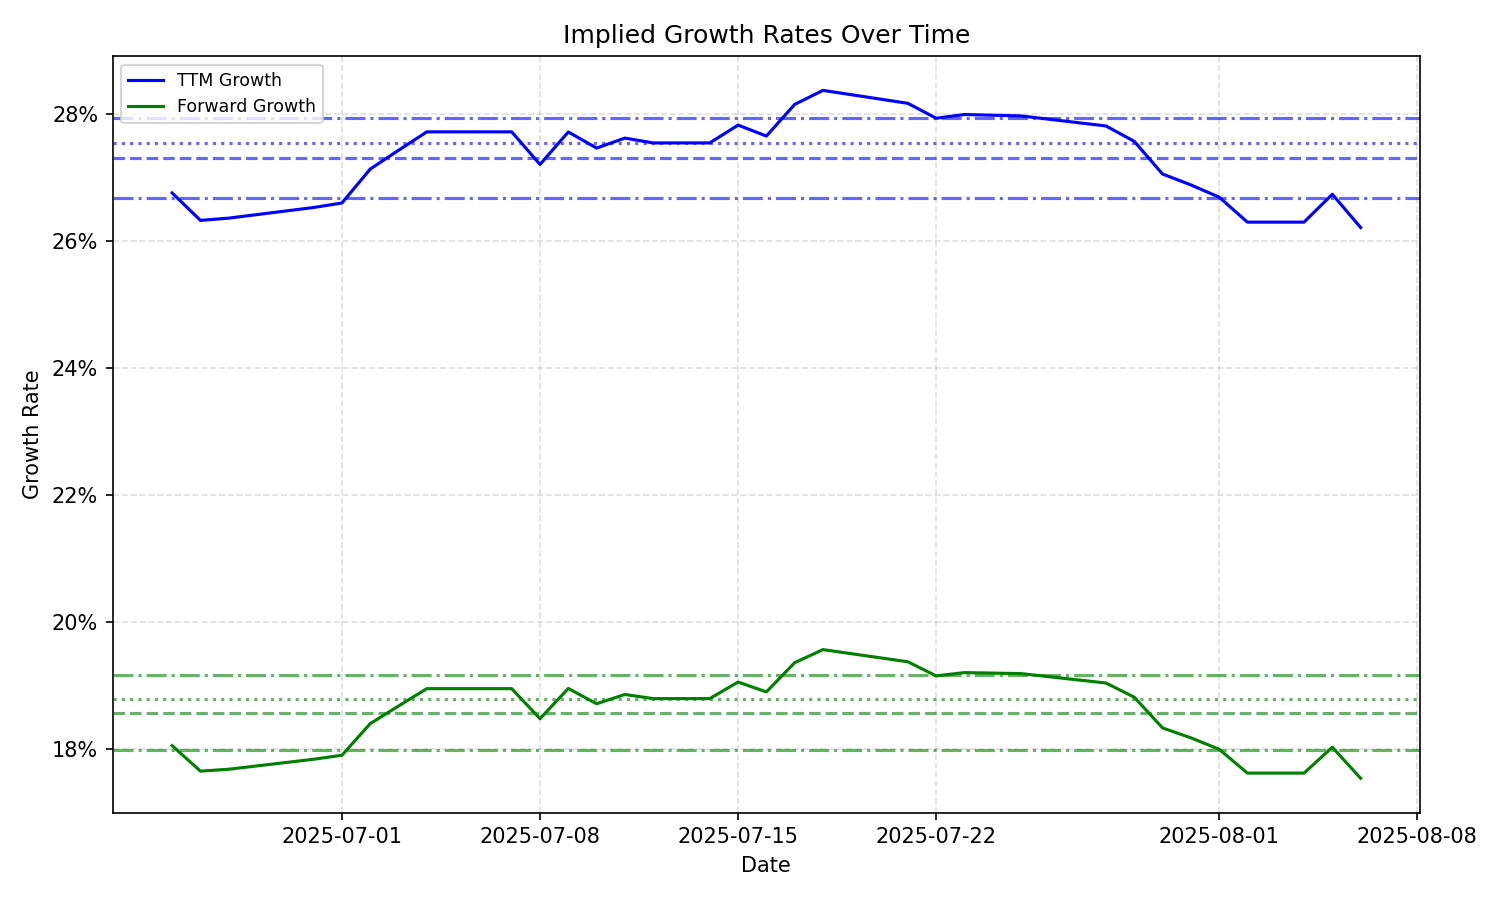 Implied Growth Rates Over Time
TTM Growth
Forward Growth
28%
26%
24%
22%
20%
18%
Growth Rate
2025-07-01
2025-07-08
2025-07-15
2025-07-22
2025-08-01
2025-08-08
Date